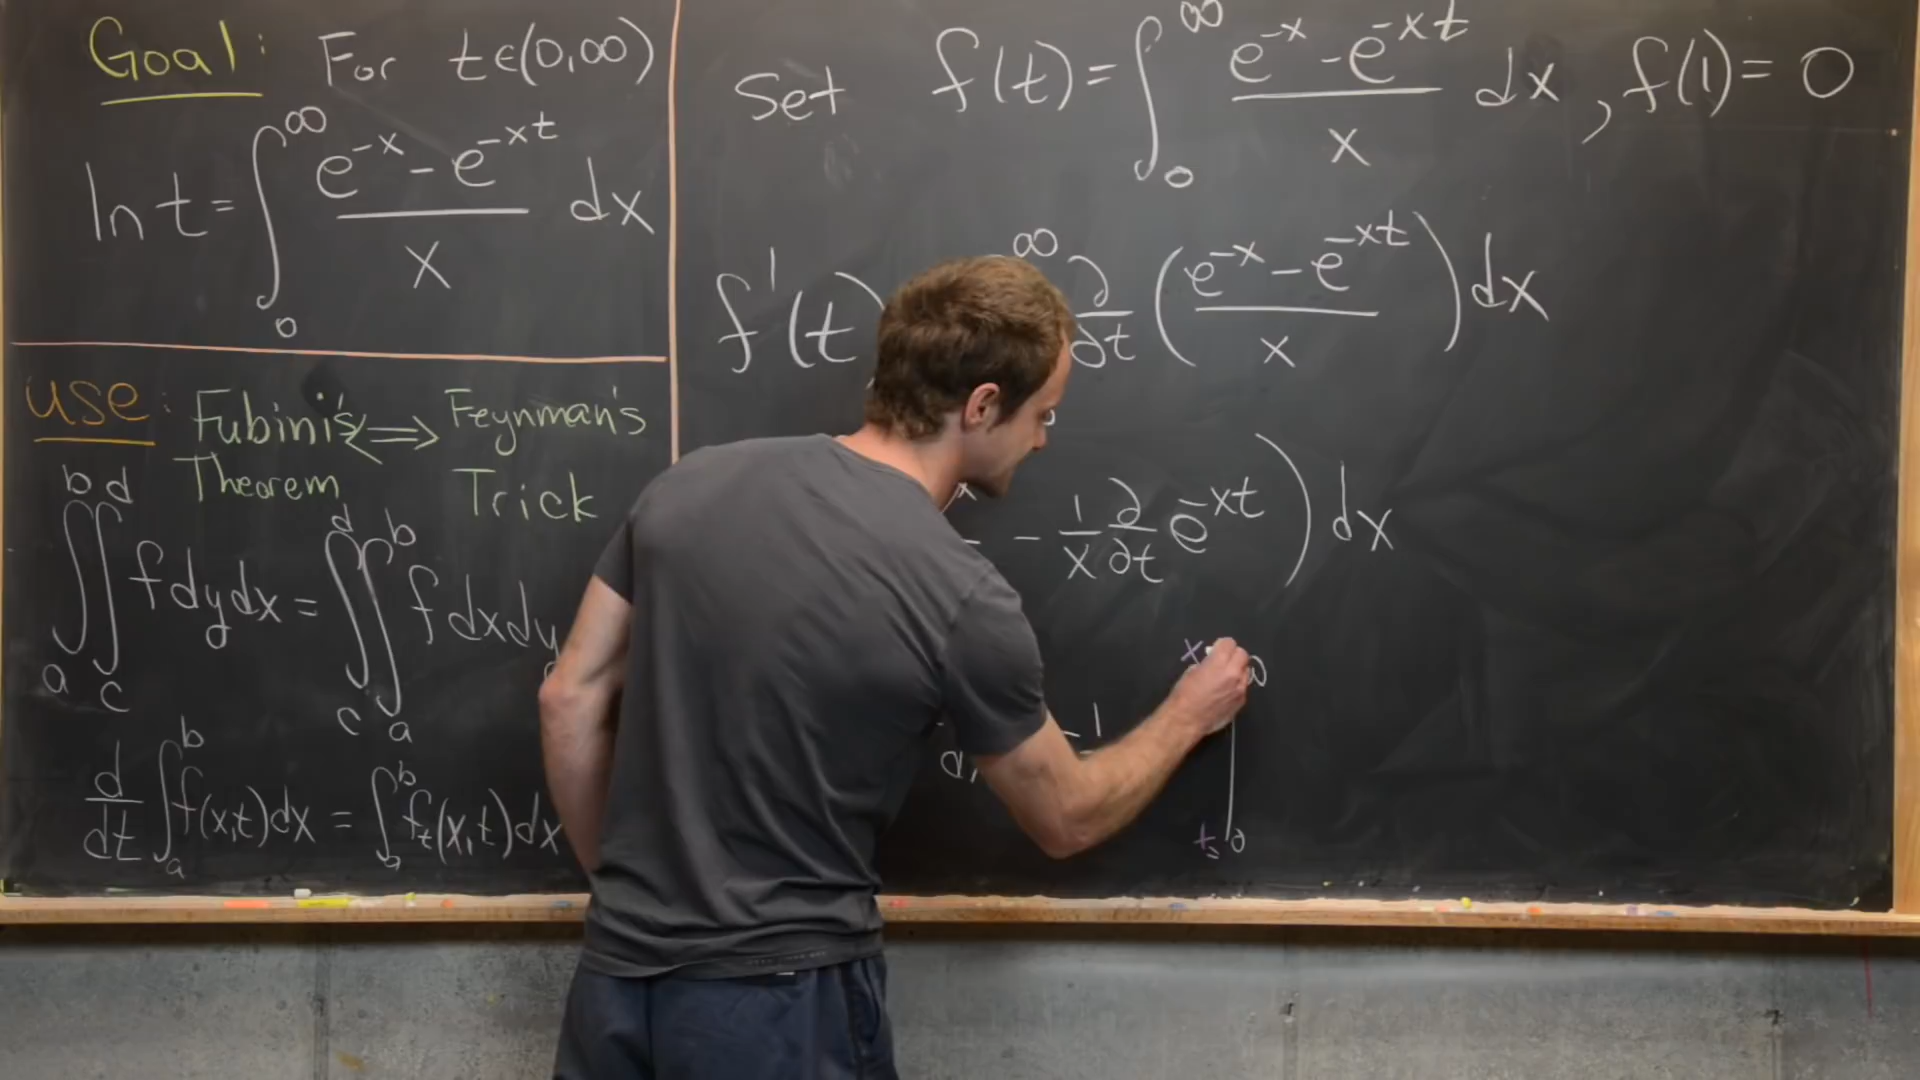 Goal: For t∈(0,∞)
ln t = ∫₀^∞ (e^-x - e^-xt)/x dx
use: Fubini's Theorem ⟺ Feynman's Trick
∫_a^b ∫_c^d f dy dx = ∫_c^d ∫_a^b f dx dy
d/dt ∫_a^b f(x,t) dx = ∫_a^b f_t(x,t) dx
Set f(t) = ∫₀^∞ (e^-x - e^-xt)/x dx, f(1) = 0
f'(t) ∞ ∂/∂t ((e^-x - e^-xt)/x) dx
- 1/x ∂/∂t e^-xt) dx